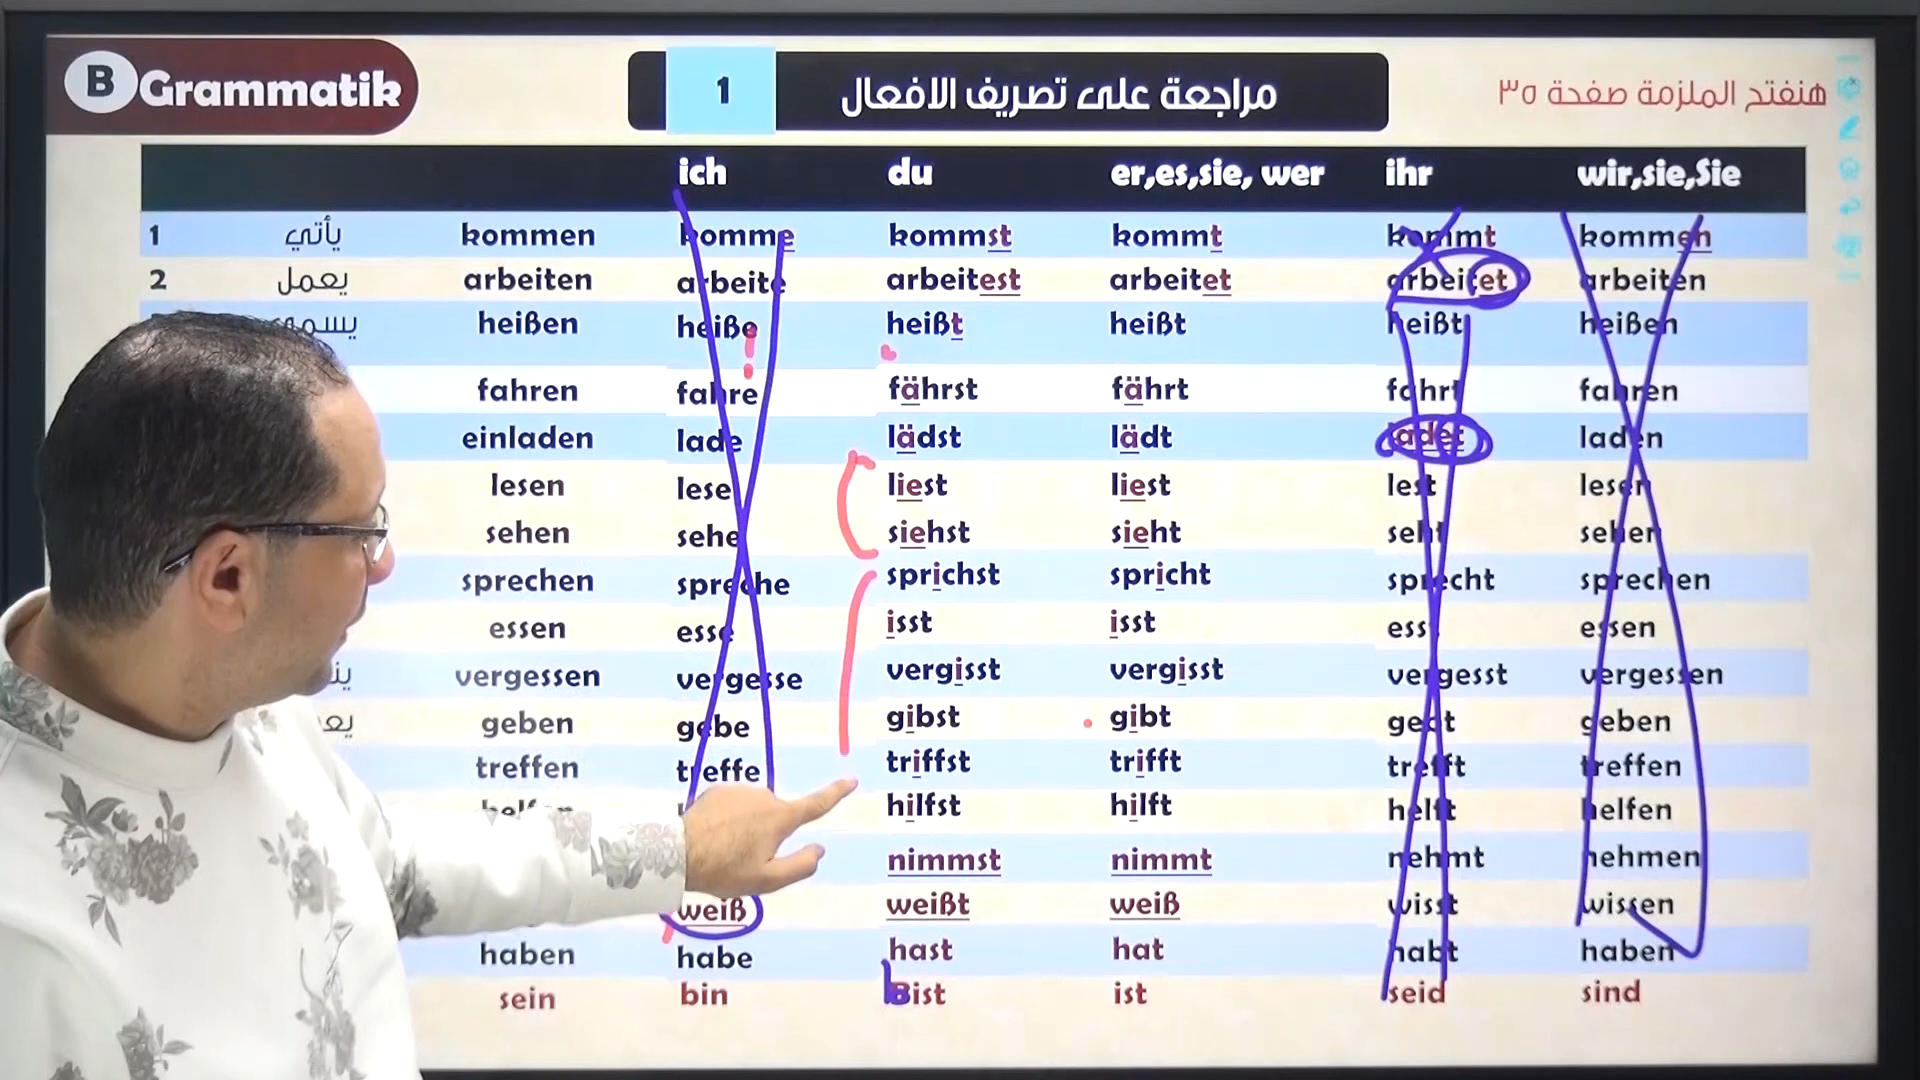 B Grammatik
1 مراجعة على تصريف الافعال
هنفتح الملزمة صفحة ٣٥
ich du er,es,sie, wer ihr wir,sie,Sie
1 يأتي kommen komme kommst kommt kommt kommen
2 يعمل arbeiten arbeite arbeitest arbeitet arbeitet arbeiten
يسمى heißen heiße heißt heißt heißt heißen
fahren fahre fährst fährt fahrt fahren
einladen lade lädst lädt ladet laden
lesen lese liest liest lest lesen
sehen sehe siehst sieht seht sehen
sprechen spreche sprichst spricht sprecht sprechen
essen esse isst isst esst essen
vergessen vergesse vergisst vergisst vergesst vergessen
geben gebe gibst gibt gebt geben
treffen treffe triffst trifft trefft treffen
hilfst hilft helft helfen
nimmst nimmt nehmt nehmen
weiß weißt weiß wisst wissen
haben habe hast hat habt haben
sein bin Bist ist seid sind